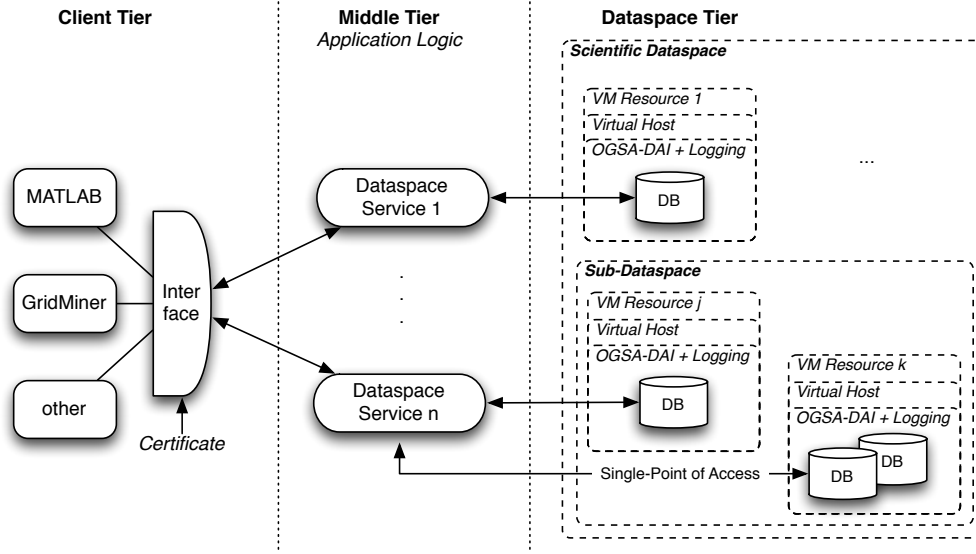 Client Tier
Middle Tier
Application Logic
Dataspace Tier
Scientific Dataspace
VM Resource 1
Virtual Host
OGSA-DAI + Logging
DB
...
MATLAB
GridMiner
other
Inter
face
Certificate
Dataspace
Service 1
.
.
.
Dataspace
Service n
Sub-Dataspace
VM Resource j
Virtual Host
OGSA-DAI + Logging
DB
VM Resource k
Virtual Host
OGSA-DAI + Logging
DB
DB
Single-Point of Access